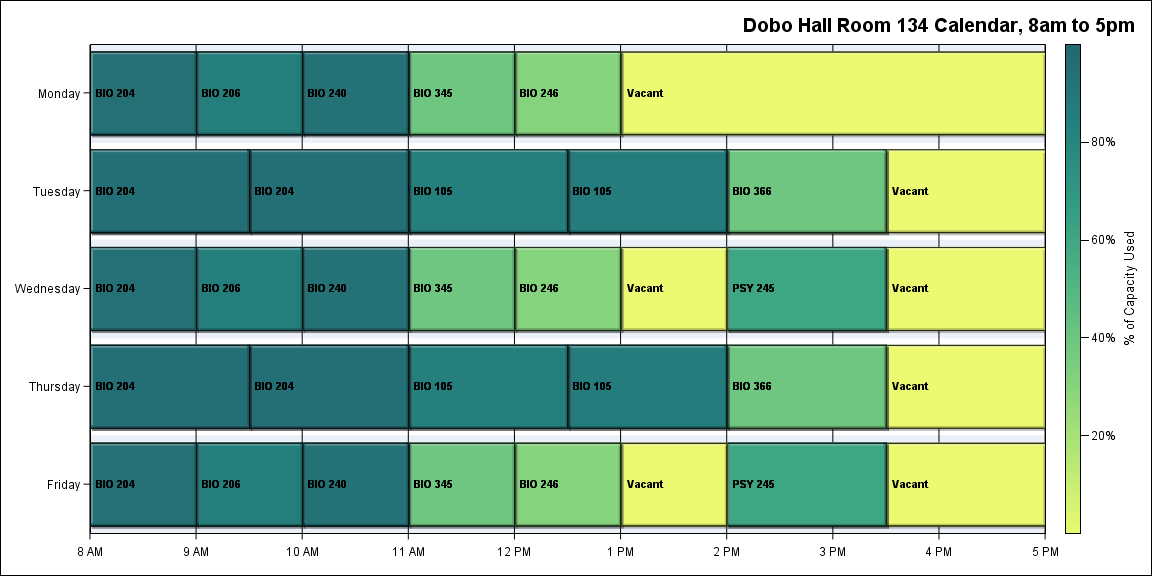 Dobo Hall Room 134 Calendar, 8am to 5pm
Monday
BIO 204
BIO 206
BIO 240
BIO 345
BIO 246
Vacant
Tuesday
BIO 204
BIO 204
BIO 105
BIO 105
BIO 366
Vacant
Wednesday
BIO 204
BIO 206
BIO 240
BIO 345
BIO 246
Vacant
PSY 245
Vacant
Thursday
BIO 204
BIO 204
BIO 105
BIO 105
BIO 366
Vacant
Friday
BIO 204
BIO 206
BIO 240
BIO 345
BIO 246
Vacant
PSY 245
Vacant
8 AM
9 AM
10 AM
11 AM
12 PM
1 PM
2 PM
3 PM
4 PM
5 PM
80%
60%
40%
20%
% of Capacity Used